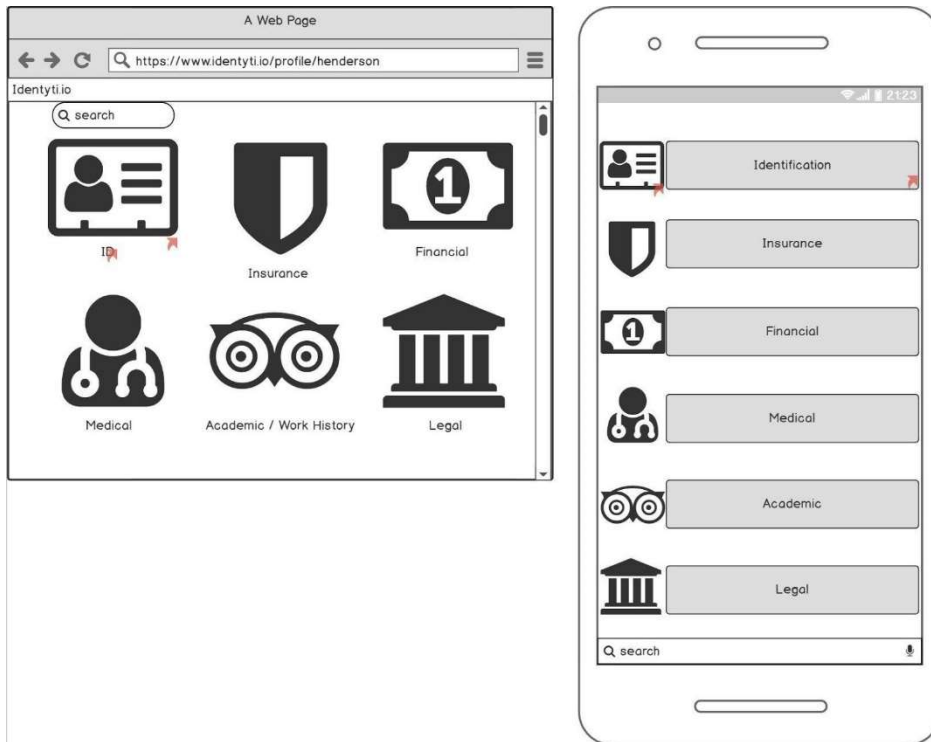 A Web Page
https://www.identyti.io/profile/henderson
Identyti.io
search
ID
Insurance
Financial
Medical
Academic / Work History
Legal
21:23
Identification
Insurance
Financial
Medical
Academic
Legal
search